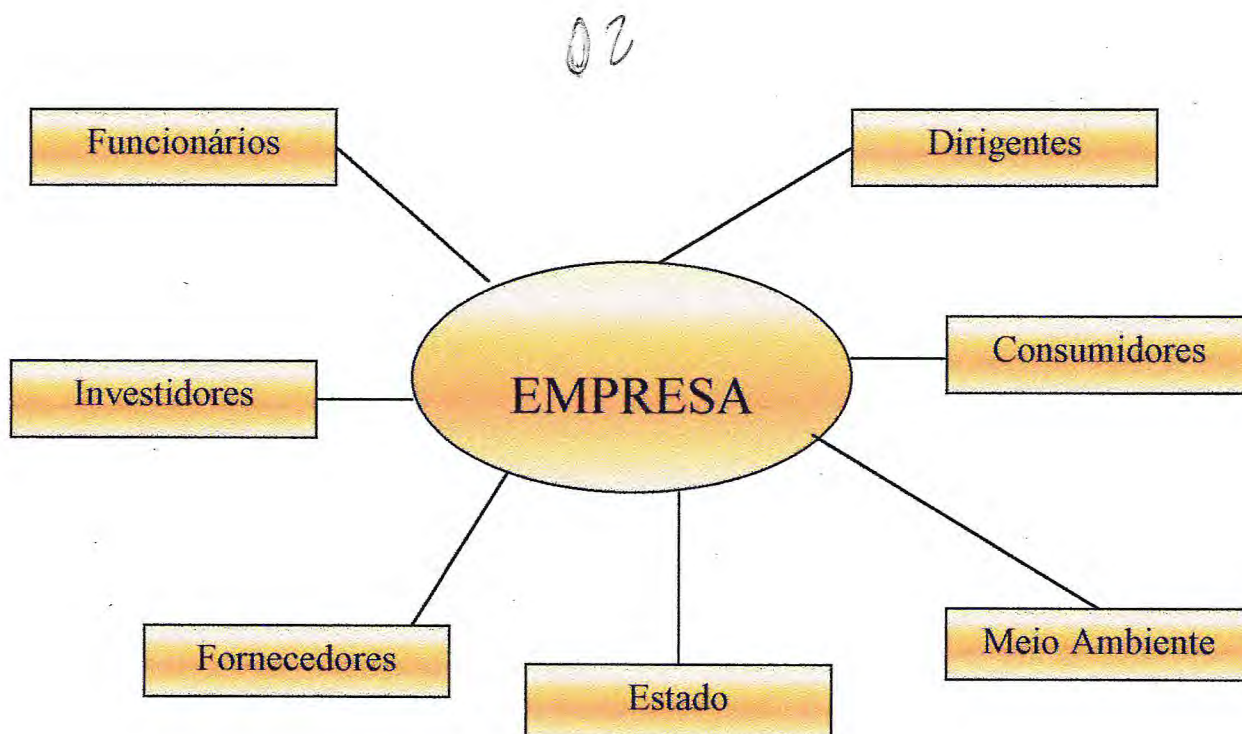 02
Funcionários
Dirigentes
Consumidores
Investidores
EMPRESA
Fornecedores
Estado
Meio Ambiente